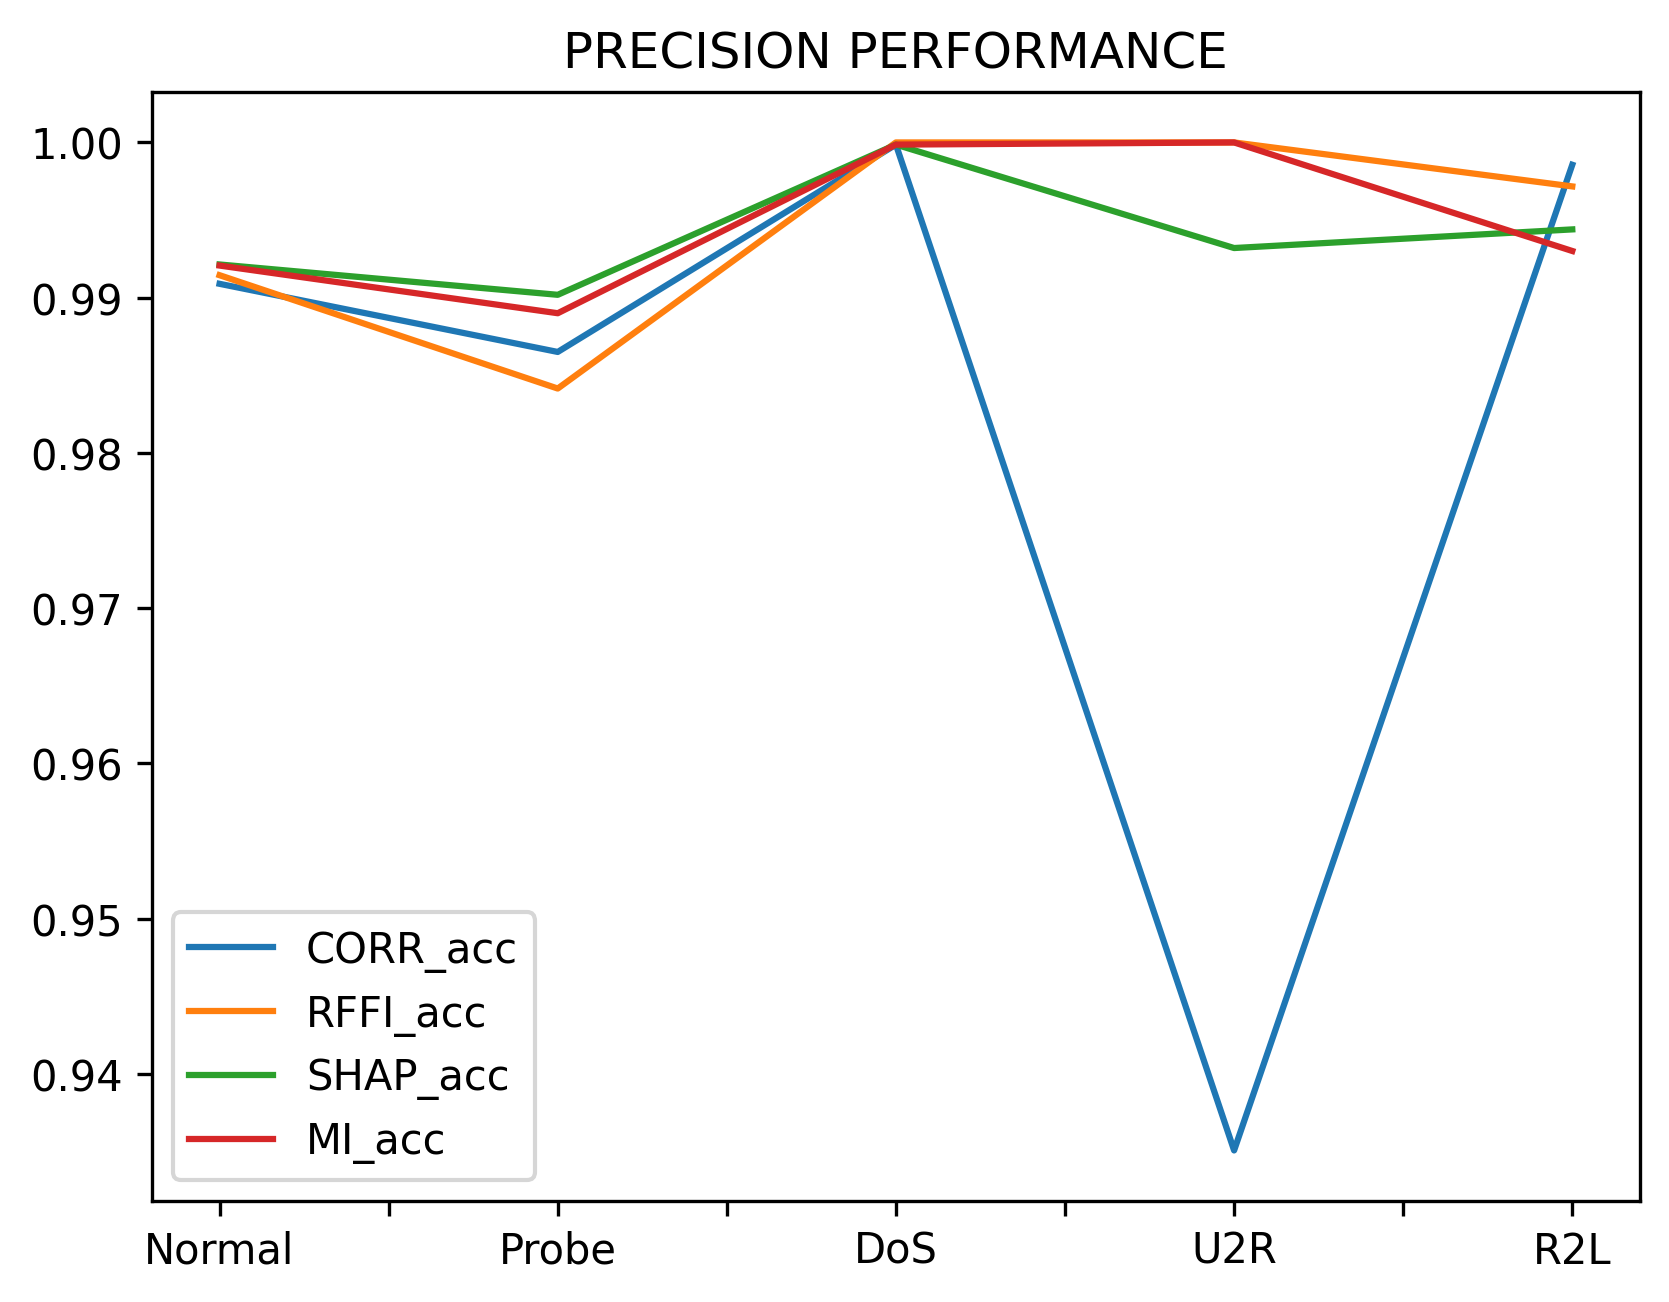 PRECISION PERFORMANCE
1.00
0.99
0.98
0.97
0.96
0.95
0.94
CORR_acc
RFFI_acc
SHAP_acc
MI_acc
Normal Probe DoS U2R R2L